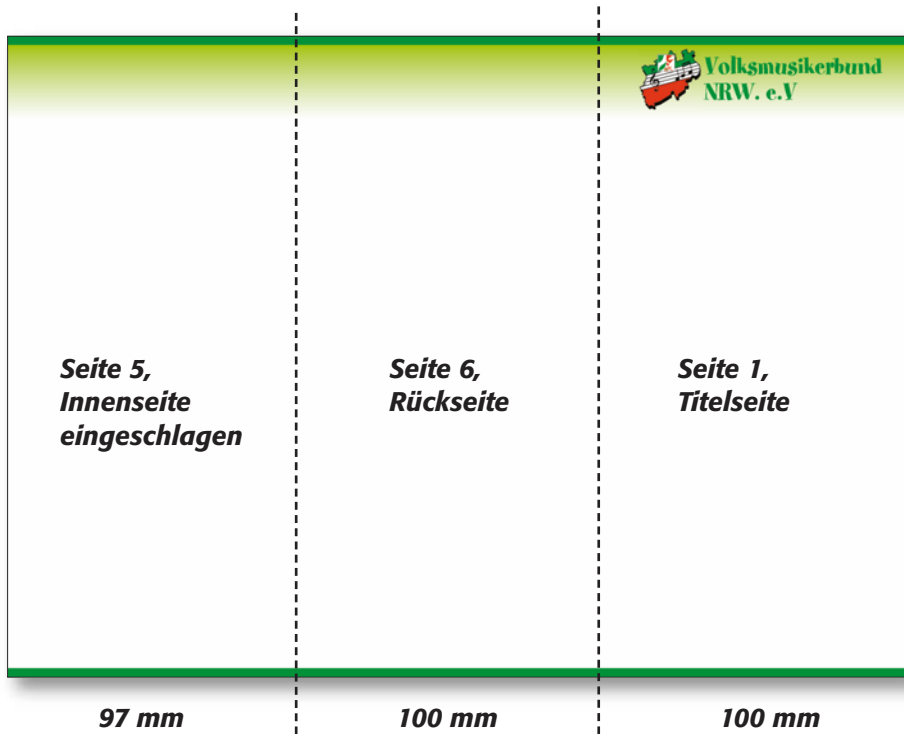 Volksmusikerbund
NRW. e.V
Seite 5,
Innenseite
eingeschlagen
Seite 6,
Rückseite
Seite 1,
Titelseite
97 mm
100 mm
100 mm